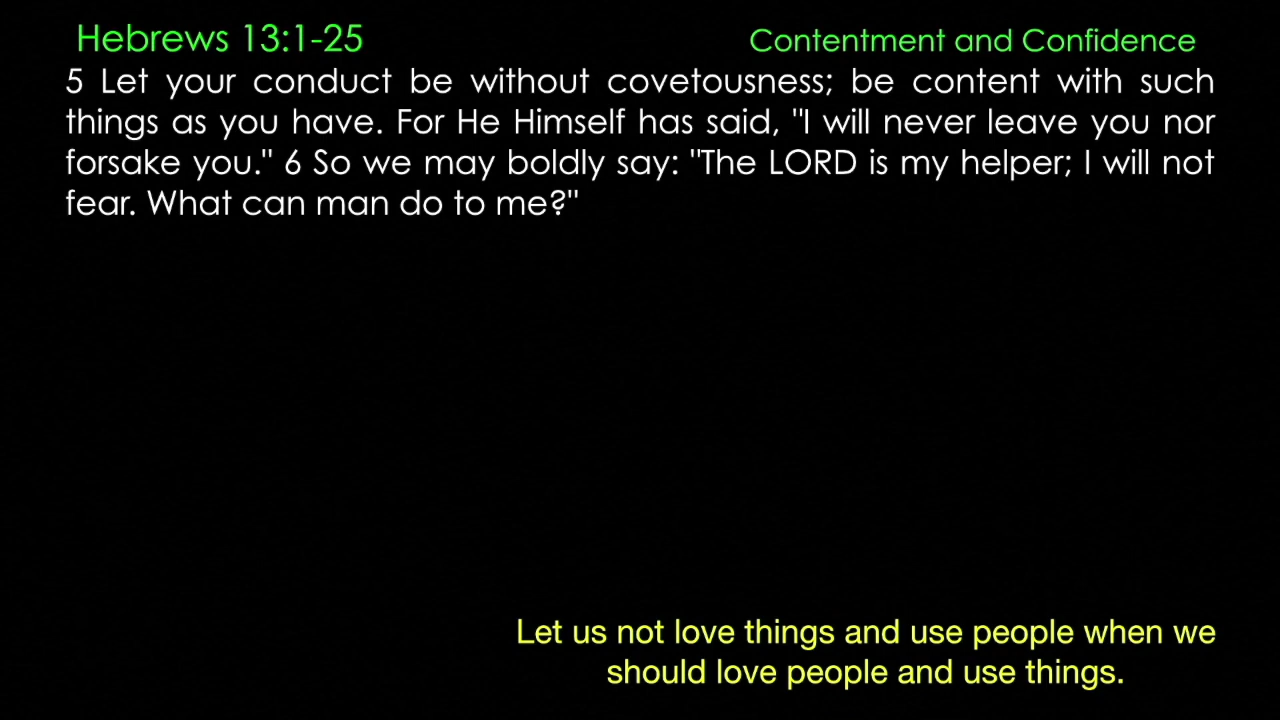 Hebrews 13:1-25
Contentment and Confidence
5 Let your conduct be without covetousness; be content with such
things as you have. For He Himself has said, "I will never leave you nor
forsake you." 6 So we may boldly say: "The LORD is my helper; I will not
fear. What can man do to me?"
Let us not love things and use people when we
should love people and use things.